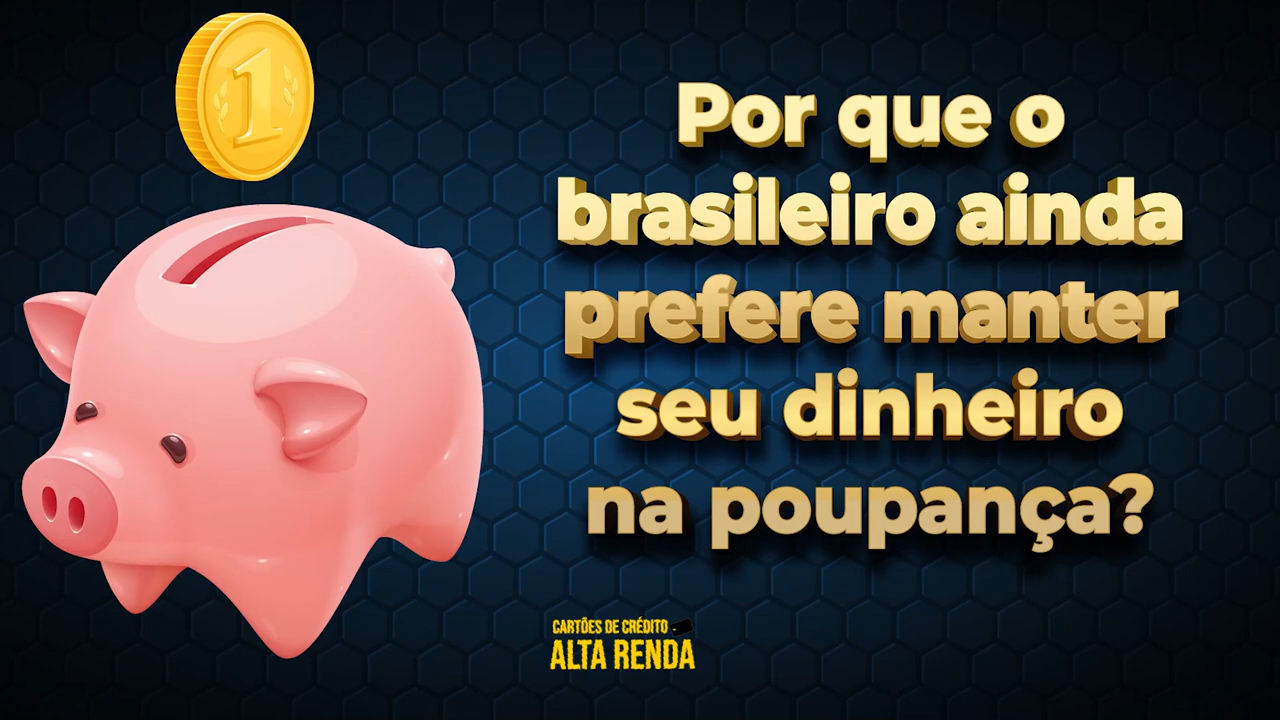 1
Por que o
brasileiro ainda
prefere manter
seu dinheiro
na poupança?
CARTÕES DE CRÉDITO
ALTA RENDA